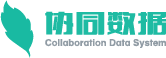 协同数据
Collaboration Data System